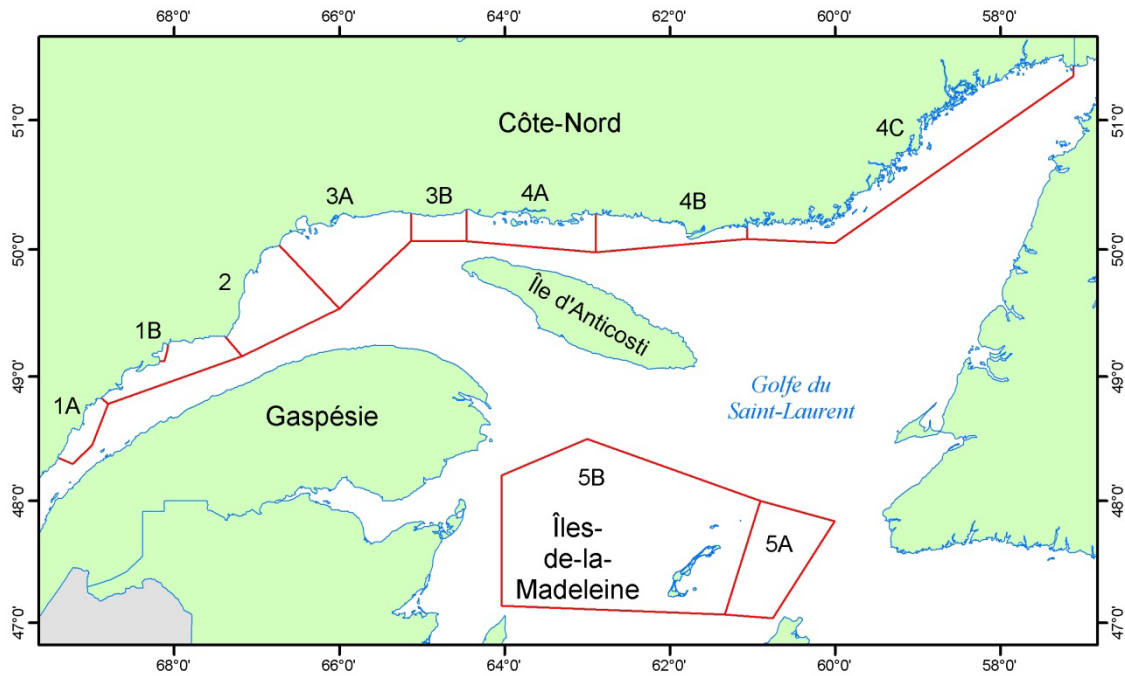 68°0' 66°0' 64°0' 62°0' 60°0' 58°0'
51°0' 51°0'
Côte-Nord
4C
3A 3B 4A 4B
50°0' 50°0'
2
Île d'Anticosti
1B
49°0' 49°0'
1A
Golfe du
Saint-Laurent
Gaspésie
48°0' 48°0'
5B
Îles-
de-la-
Madeleine
5A
47°0' 47°0'
68°0' 66°0' 64°0' 62°0' 60°0' 58°0'